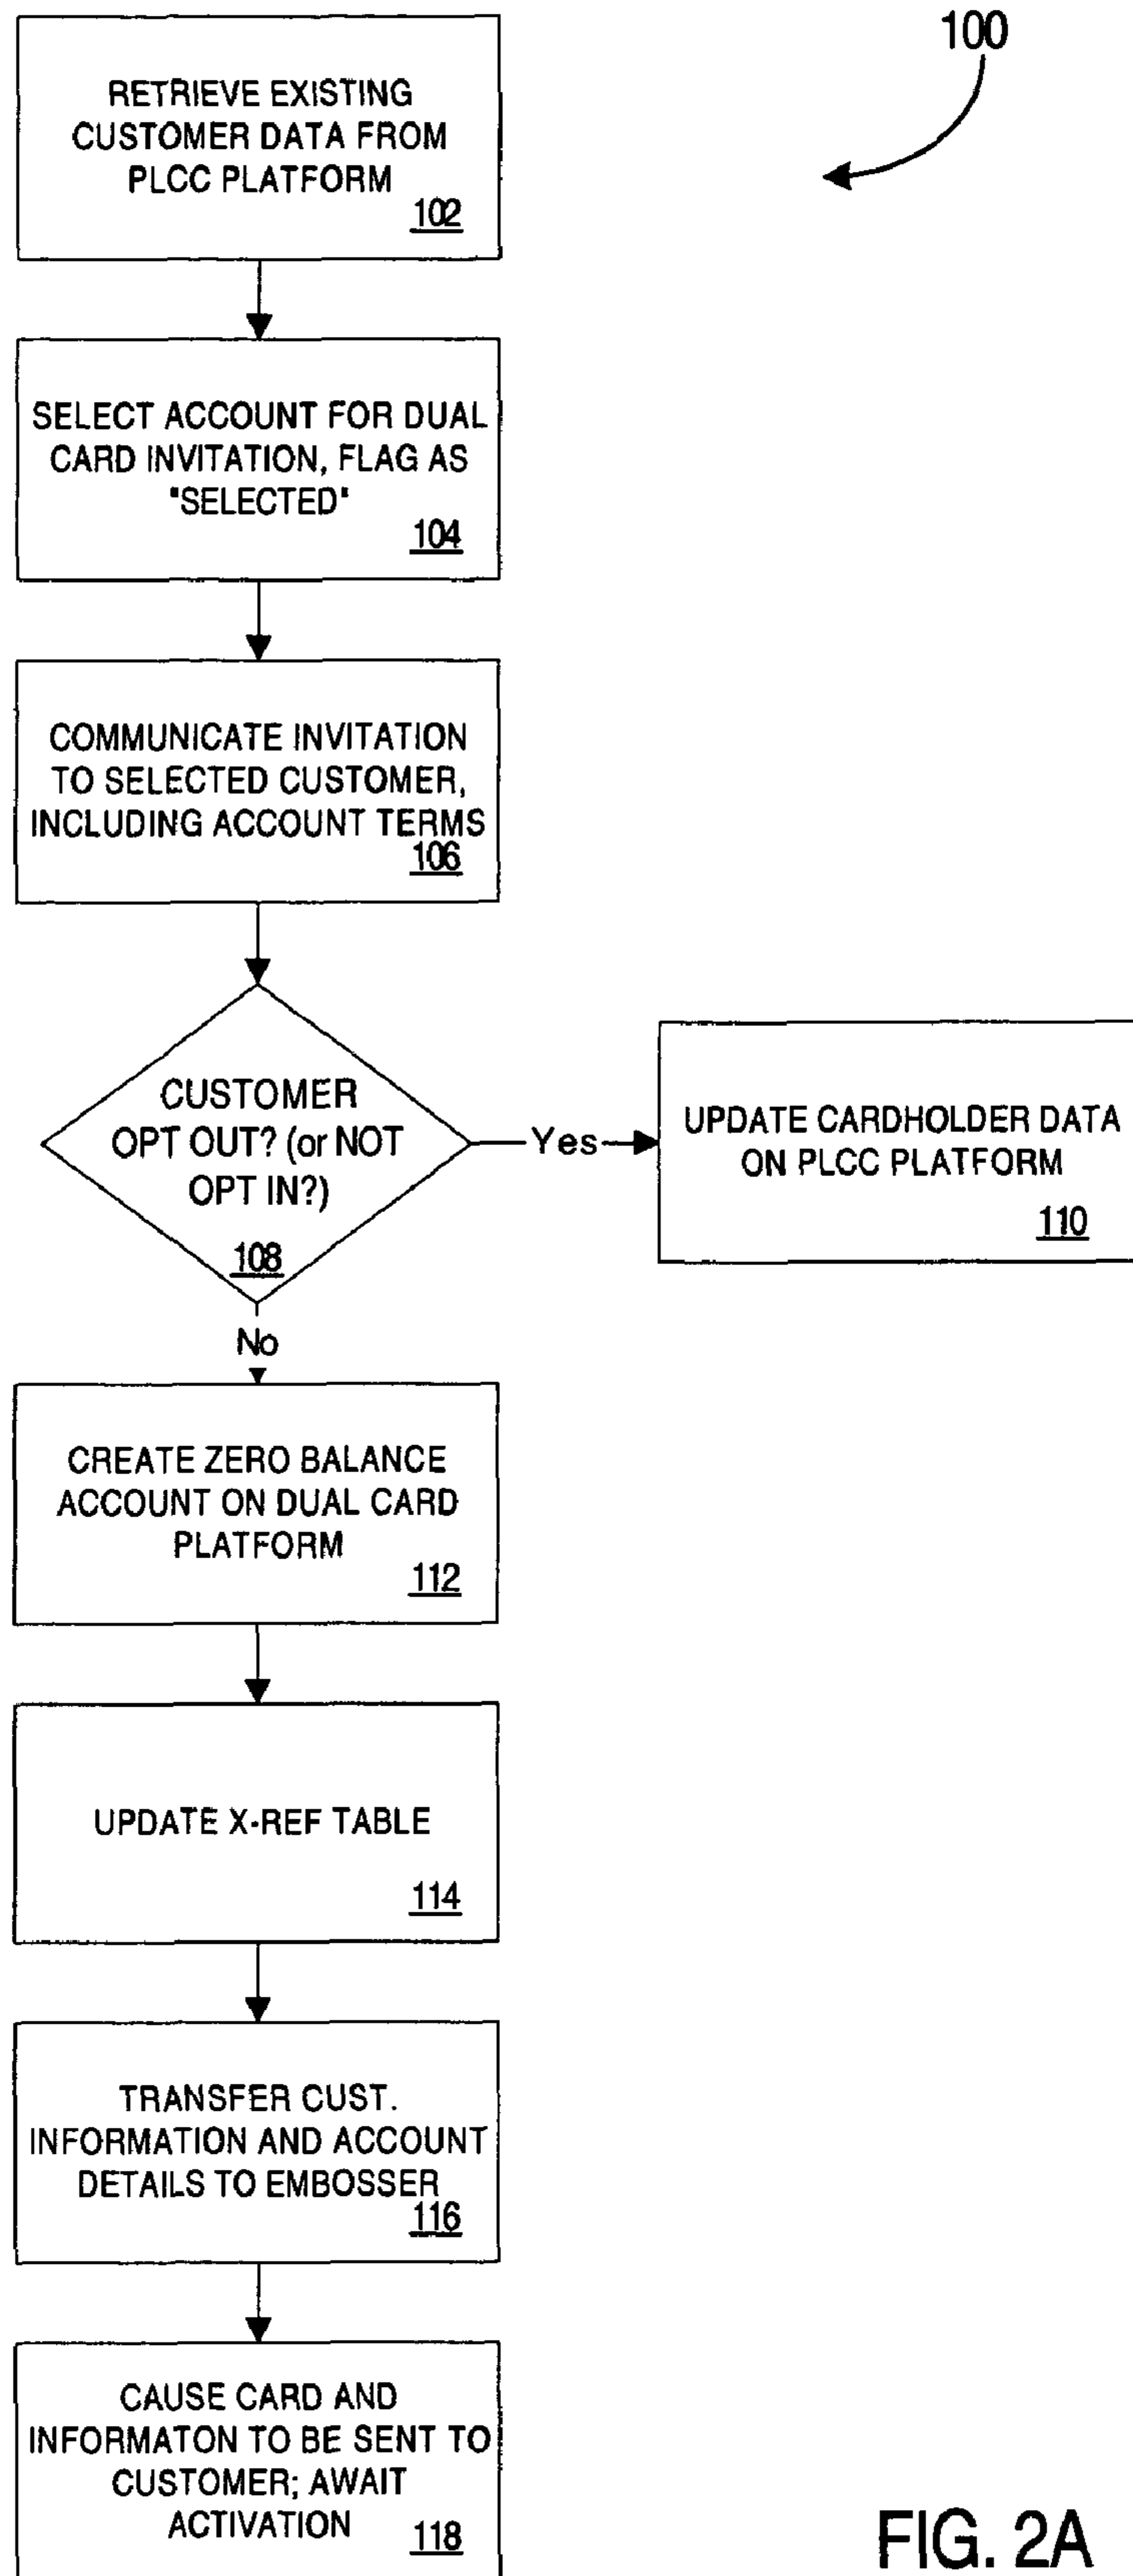 100
RETRIEVE EXISTING
CUSTOMER DATA FROM
PLCC PLATFORM
102
SELECT ACCOUNT FOR DUAL
CARD INVITATION, FLAG AS
"SELECTED"
104
COMMUNICATE INVITATION
TO SELECTED CUSTOMER,
INCLUDING ACCOUNT TERMS
106
CUSTOMER
OPT OUT? (or NOT
OPT IN?)
108
Yes
UPDATE CARDHOLDER DATA
ON PLCC PLATFORM
110
No
CREATE ZERO BALANCE
ACCOUNT ON DUAL CARD
PLATFORM
112
UPDATE X-REF TABLE
114
TRANSFER CUST.
INFORMATION AND ACCOUNT
DETAILS TO EMBOSSER
116
CAUSE CARD AND
INFORMATON TO BE SENT TO
CUSTOMER; AWAIT
ACTIVATION
118
FIG. 2A